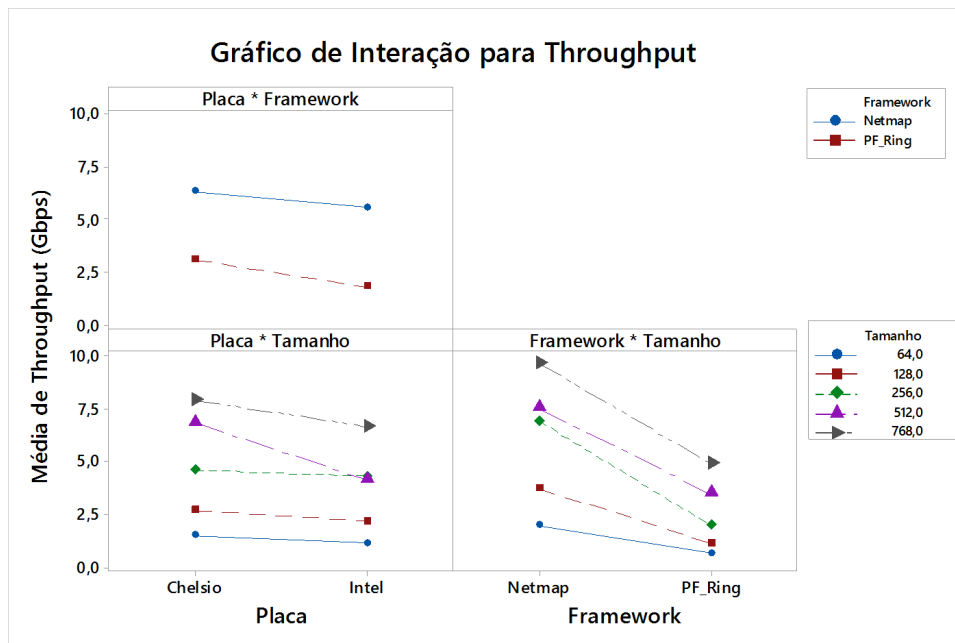 Gráfico de Interação para Throughput
Placa * Framework
10,0
7,5
5,0
2,5
0,0
Framework
Netmap
PF_Ring
Média de Throughput (Gbps)
Placa * Tamanho
Framework * Tamanho
10,0
7,5
5,0
2,5
0,0
Tamanho
64,0
128,0
256,0
512,0
768,0
Chelsio Intel Netmap PF_Ring
Placa Framework